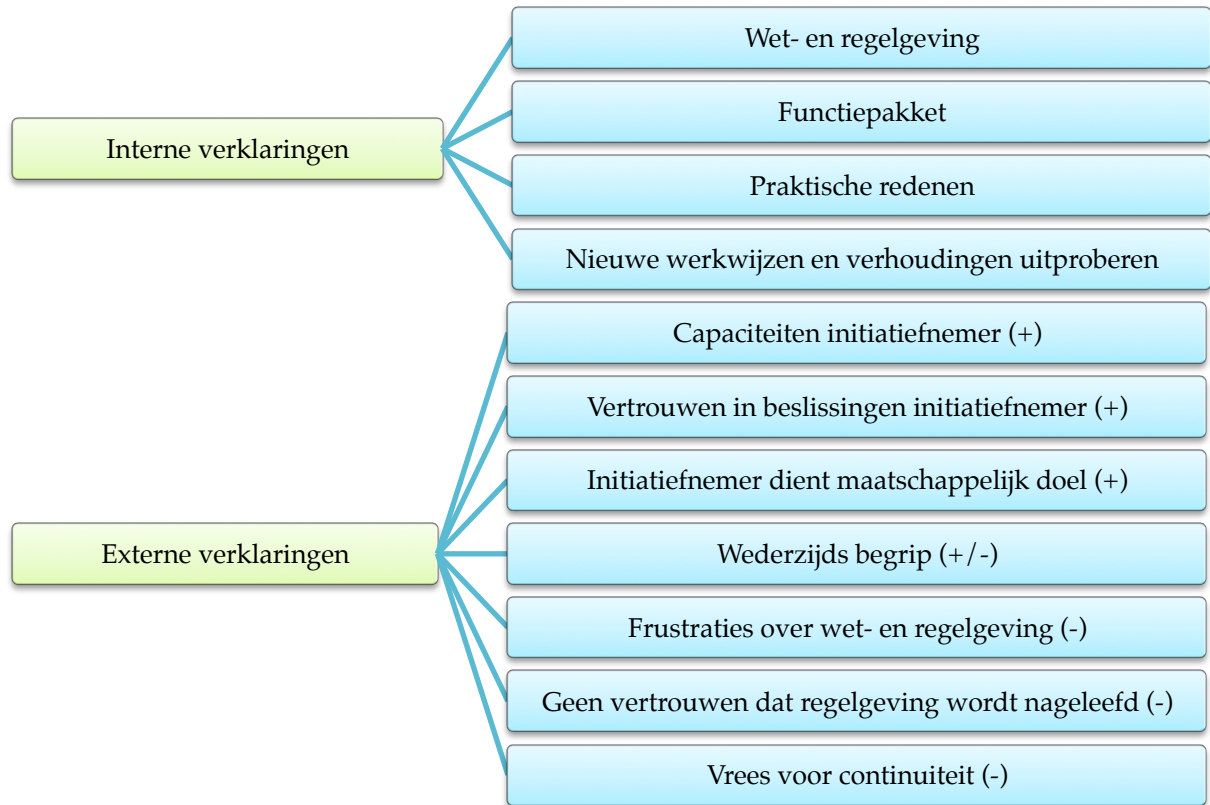 Interne verklaringen
Wet- en regelgeving
Functiepakket
Praktische redenen
Nieuwe werkwijzen en verhoudingen uitproberen
Externe verklaringen
Capaciteiten initiatiefnemer (+)
Vertrouwen in beslissingen initiatiefnemer (+)
Initiatiefnemer dient maatschappelijk doel (+)
Wederzijds begrip (+/-)
Frustraties over wet- en regelgeving (-)
Geen vertrouwen dat regelgeving wordt nageleefd (-)
Vrees voor continuiteit (-)